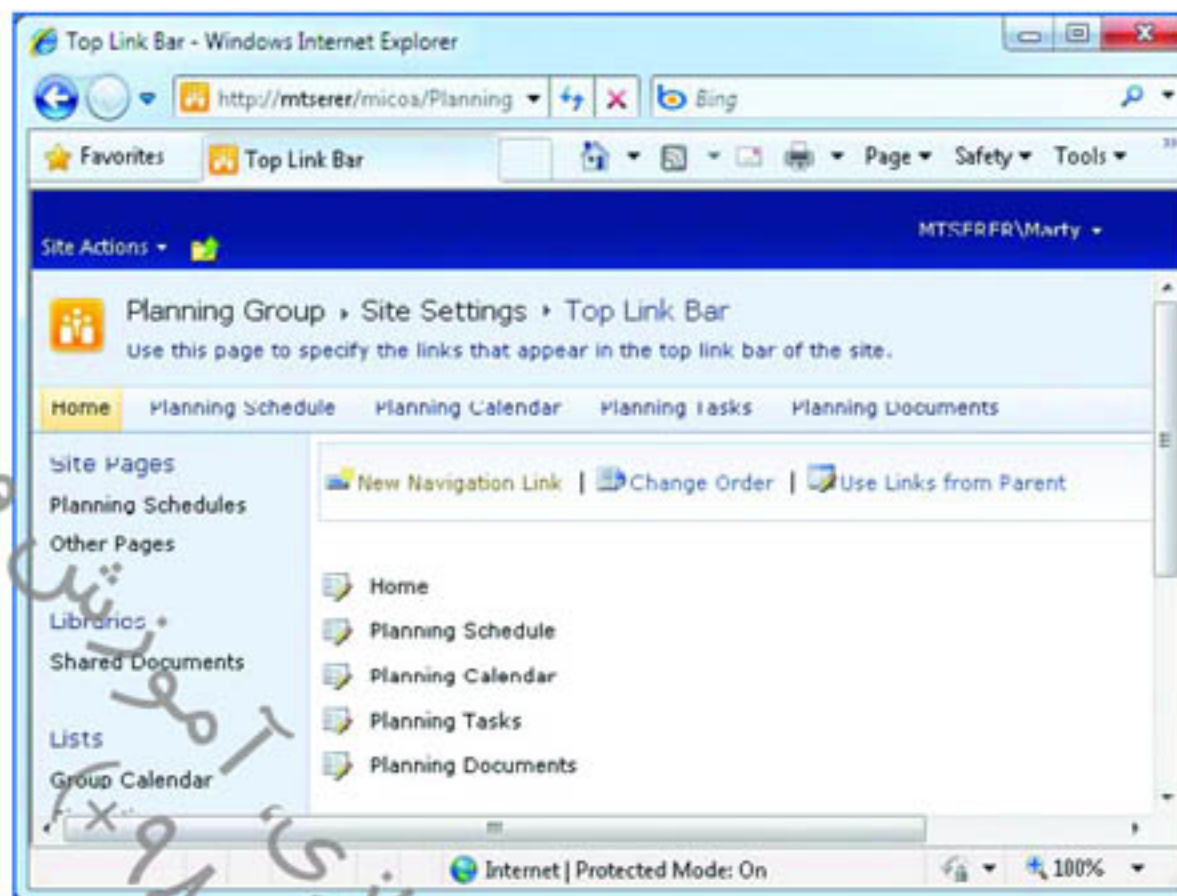 Top Link Bar - Windows Internet Explorer
http://mtserer/micoa/Planning
Bing
Favorites
Top Link Bar
Page
Safety
Tools
Site Actions
MTSERER\Marty
Planning Group › Site Settings › Top Link Bar
Use this page to specify the links that appear in the top link bar of the site.
Home Planning Schedule Planning Calendar Planning Tasks Planning Documents
Site Pages
Planning Schedules
Other Pages
Libraries
Shared Documents
Lists
Group Calendar
New Navigation Link | Change Order | Use Links from Parent
Home
Planning Schedule
Planning Calendar
Planning Tasks
Planning Documents
Internet | Protected Mode: On
100%
آموزش